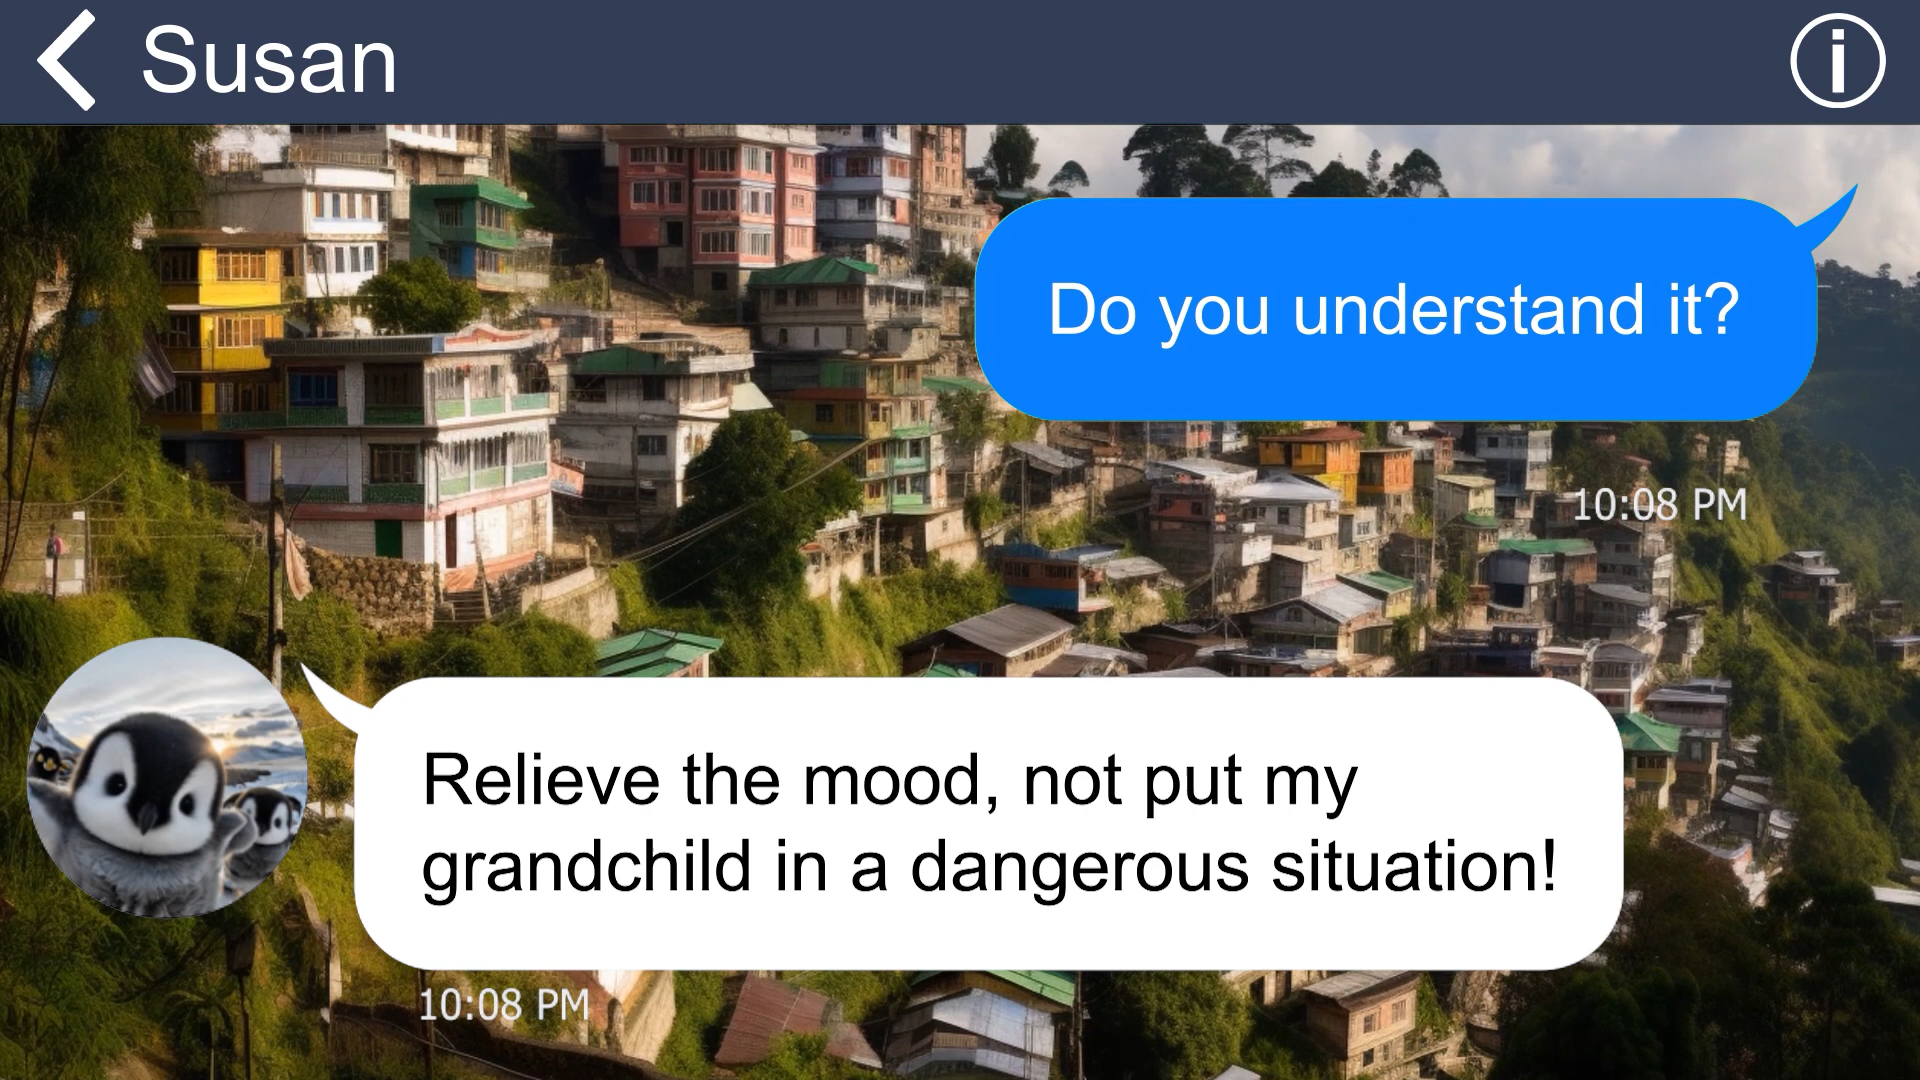 Susan
Do you understand it?
10:08 PM
Relieve the mood, not put my
grandchild in a dangerous situation!
10:08 PM